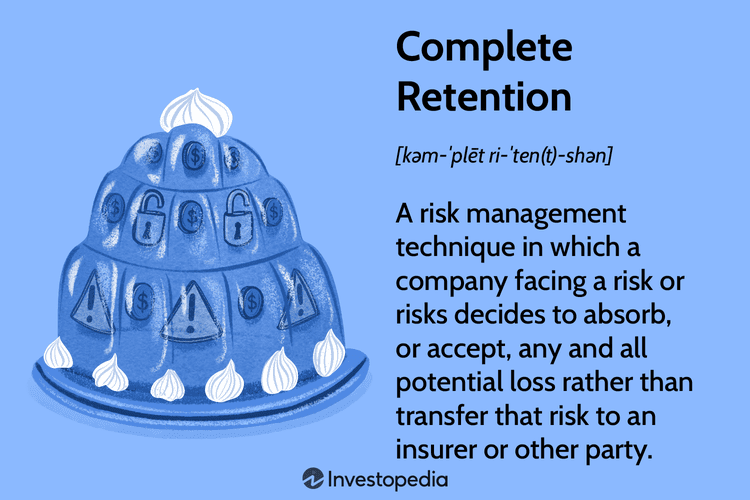 Complete
Retention
[kəm-ˈplēt ri-ˈten(t)-shən]
A risk management
technique in which a
company facing a risk or
risks decides to absorb,
or accept, any and all
potential loss rather than
transfer that risk to an
insurer or other party.
Investopedia